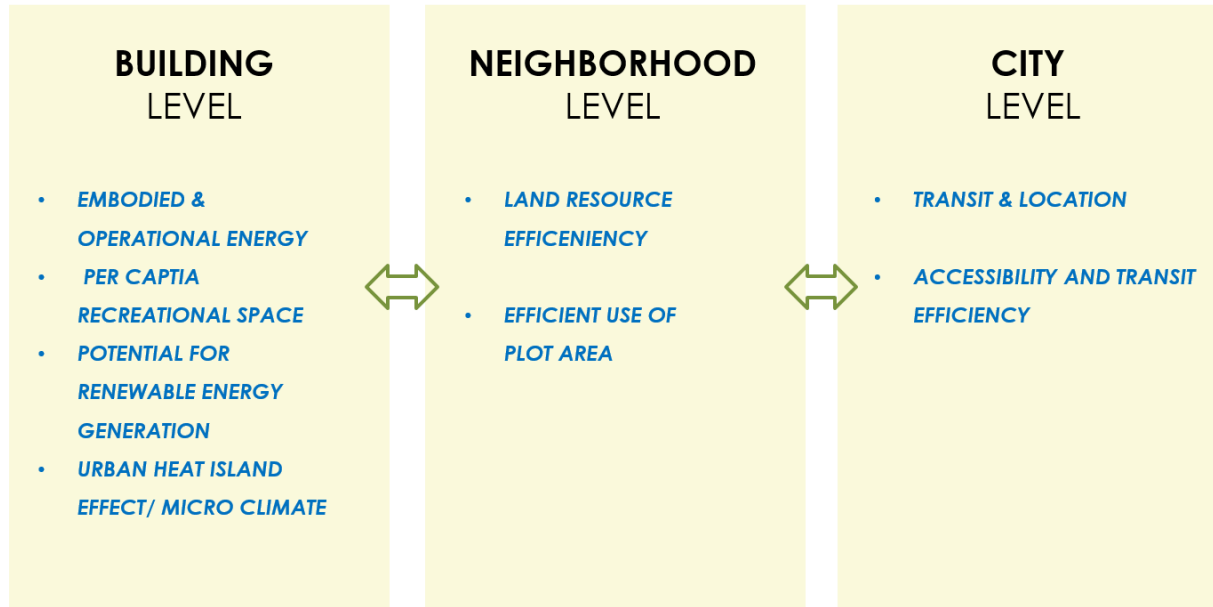 BUILDING
LEVEL
• EMBODIED &
OPERATIONAL ENERGY
• PER CAPTIA
RECREATIONAL SPACE
• POTENTIAL FOR
RENEWABLE ENERGY
GENERATION
• URBAN HEAT ISLAND
EFFECT/ MICRO CLIMATE
NEIGHBORHOOD
LEVEL
• LAND RESOURCE
EFFICENIENCY
• EFFICIENT USE OF
PLOT AREA
CITY
LEVEL
• TRANSIT & LOCATION
• ACCESSIBILITY AND TRANSIT
EFFICIENCY